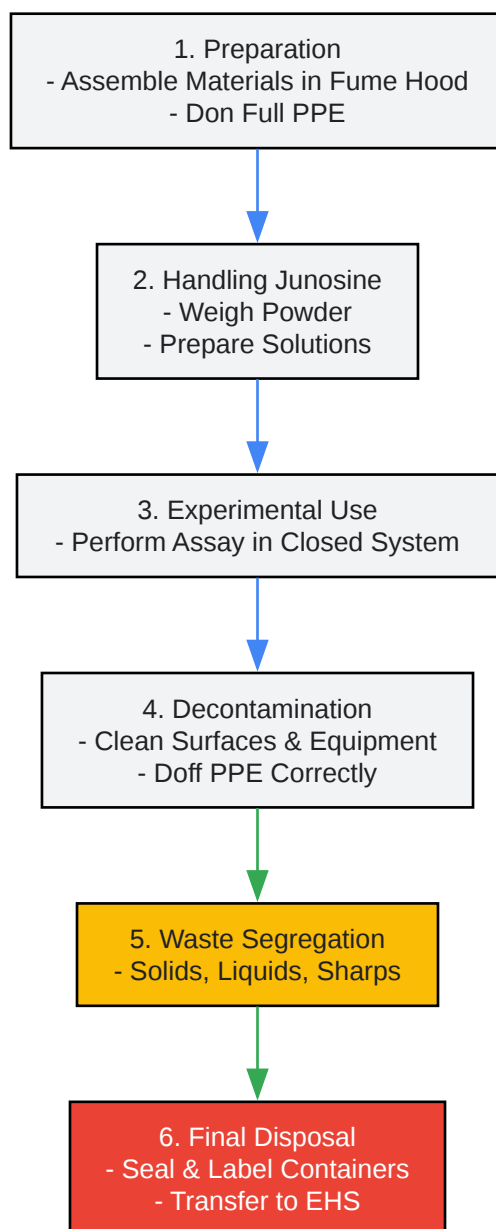 1. Preparation
- Assemble Materials in Fume Hood
- Don Full PPE
2. Handling Junosine
- Weigh Powder
- Prepare Solutions
3. Experimental Use
- Perform Assay in Closed System
4. Decontamination
- Clean Surfaces & Equipment
- Doff PPE Correctly
5. Waste Segregation
- Solids, Liquids, Sharps
6. Final Disposal
- Seal & Label Containers
- Transfer to EHS